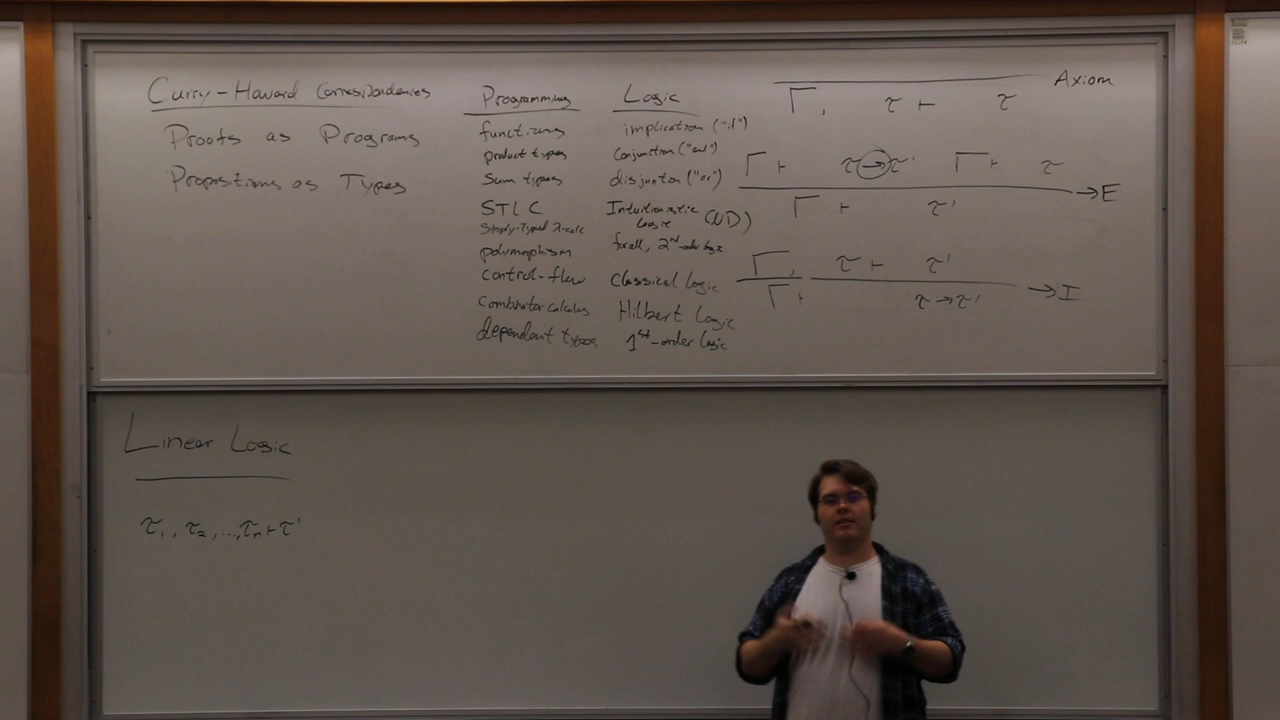 Curry-Howard Correspondences
Proofs as Programs
Propositions as Types
Programming Logic
functions implication ("if")
product types Conjunction ("and")
Sum types disjunction ("or")
STLC Intuitionistic Logic (ND)
Simply-Typed λ-calc
polymorphism forall, 2nd-order logic
control-flow Classical logic
Combinator calculus Hilbert Logic
dependent types 1st-order logic
Axiom
Γ, τ ⊢ τ
Γ ⊢ τ → τ' Γ ⊢ τ
→E
Γ ⊢ τ'
Γ, τ ⊢ τ'
→I
Γ ⊢ τ→τ'
Linear Logic
τ₁, τ₂, ..., τₙ ⊢ τ'